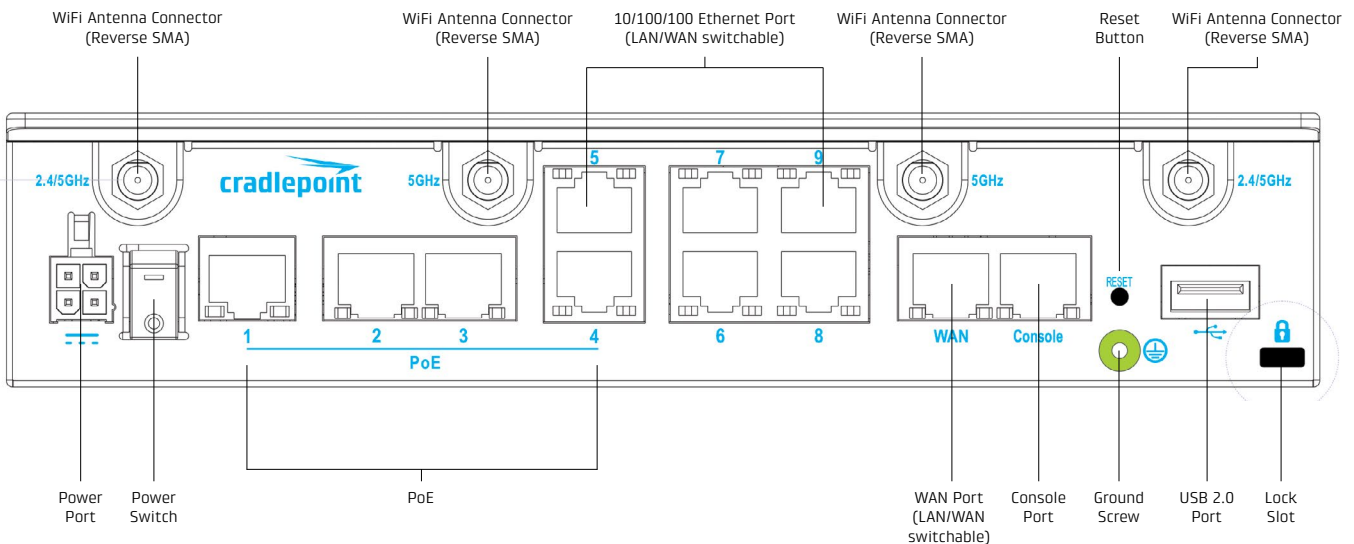 WiFi Antenna Connector
(Reverse SMA)
WiFi Antenna Connector
(Reverse SMA)
10/100/100 Ethernet Port
(LAN/WAN switchable)
WiFi Antenna Connector
(Reverse SMA)
Reset
Button
WiFi Antenna Connector
(Reverse SMA)
2.4/5GHz
cradlepoint
5GHz
5
7
9
5GHz
2.4/5GHz
RESET
1
2
3
4
6
8
WAN
Console
PoE
Power
Port
Power
Switch
PoE
WAN Port
(LAN/WAN
switchable)
Console
Port
Ground
Screw
USB 2.0
Port
Lock
Slot